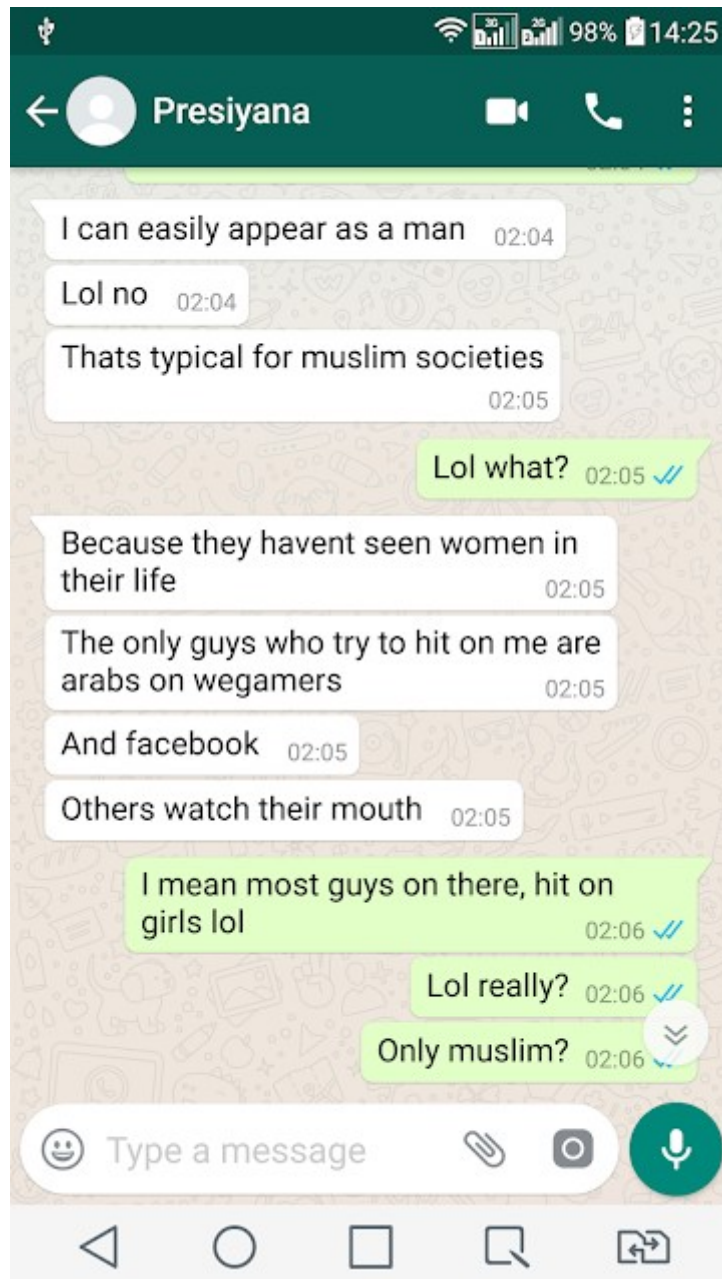 98% 14:25
Presiyana
I can easily appear as a man 02:04
Lol no 02:04
Thats typical for muslim societies
02:05
Lol what? 02:05
Because they havent seen women in
their life 02:05
The only guys who try to hit on me are
arabs on wegamers 02:05
And facebook 02:05
Others watch their mouth 02:05
I mean most guys on there, hit on
girls lol 02:06
Lol really? 02:06
Only muslim? 02:06
Type a message